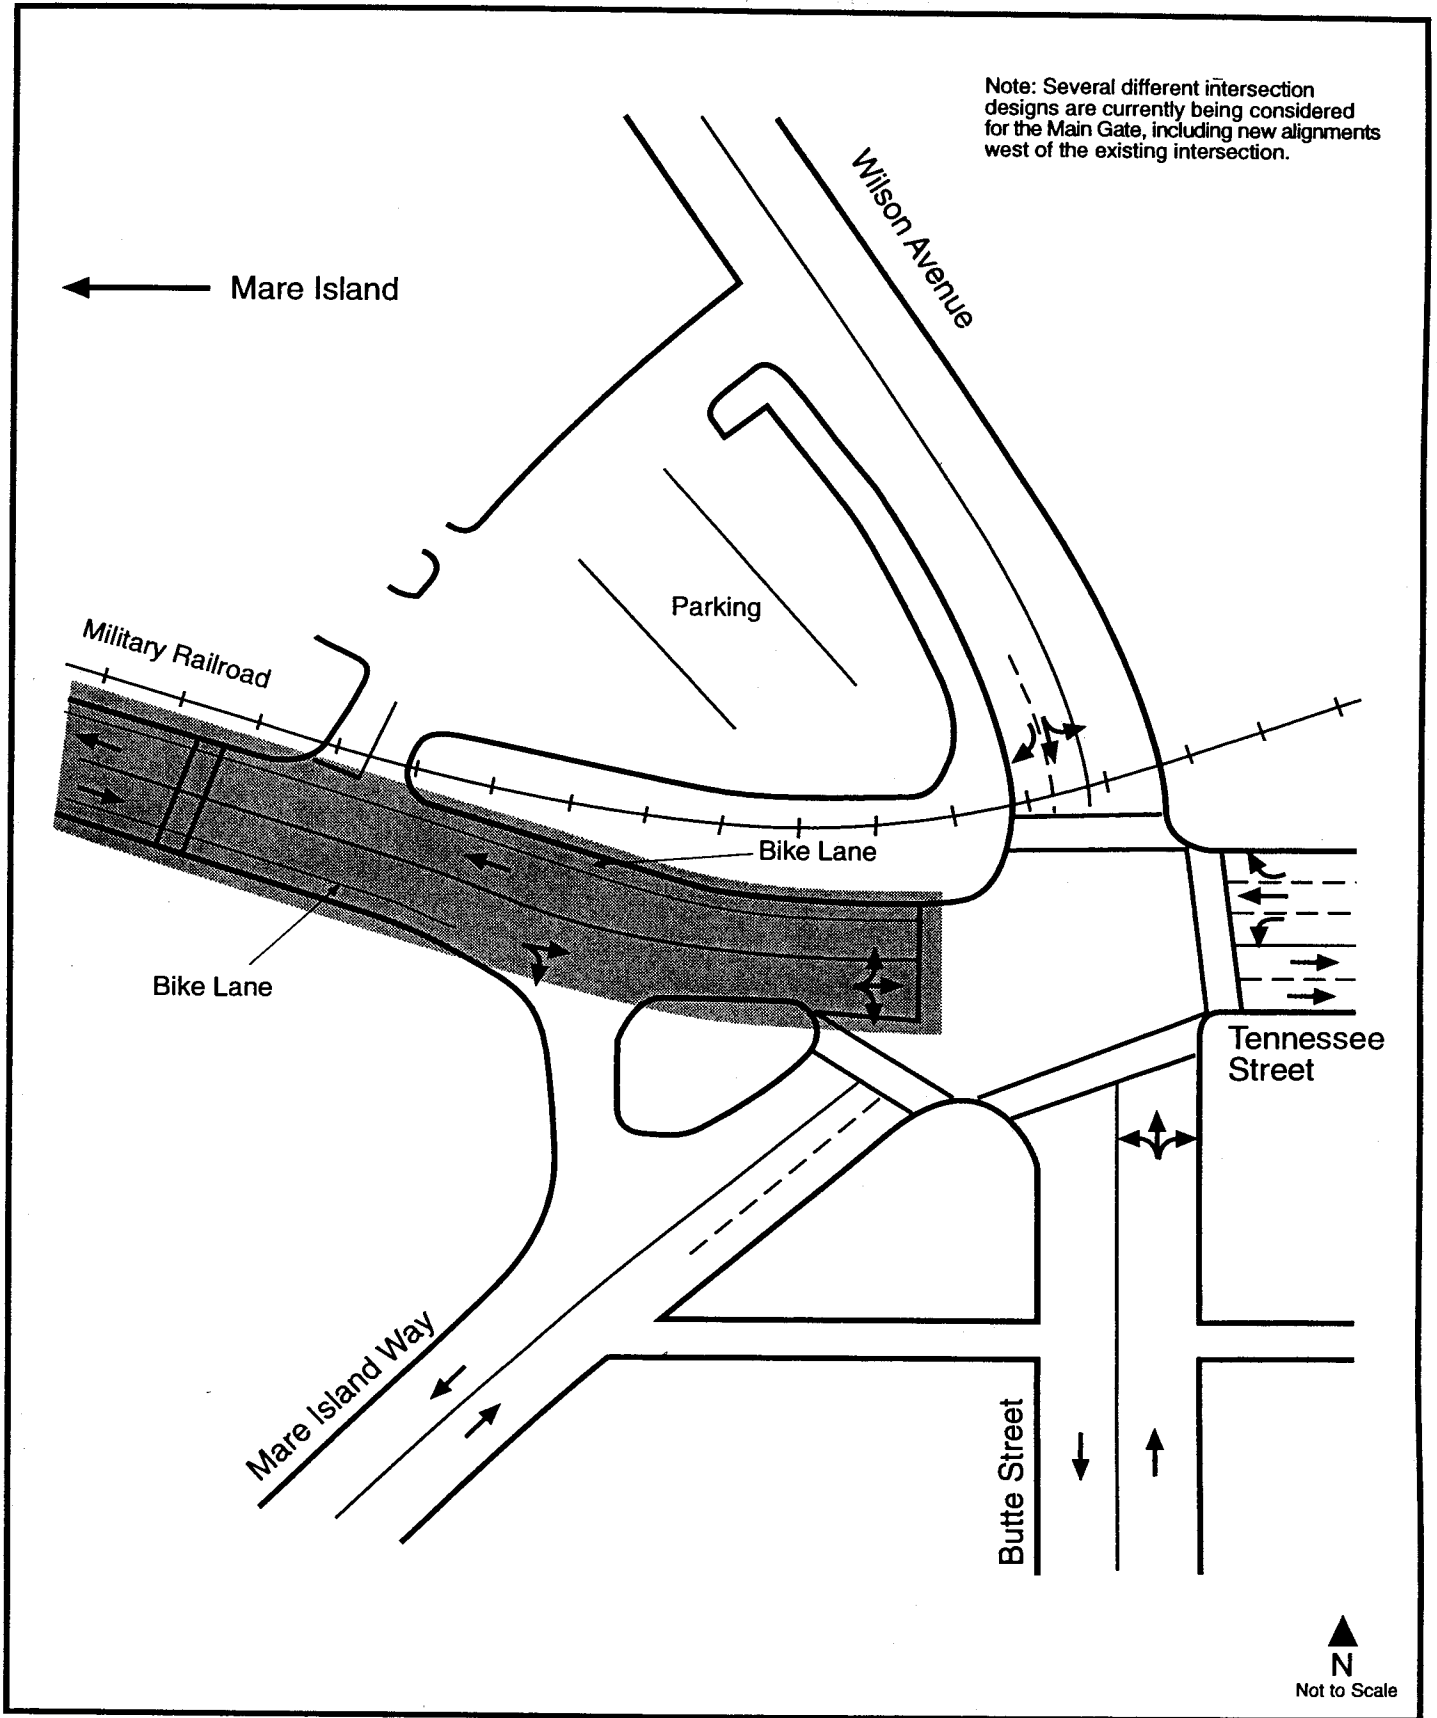 Note: Several different intersection
designs are currently being considered
for the Main Gate, including new alignments
west of the existing intersection.
Wilson Avenue
Mare Island
Parking
Military Railroad
Bike Lane
Bike Lane
Tennessee
Street
Mare Island Way
Butte Street
N
Not to Scale